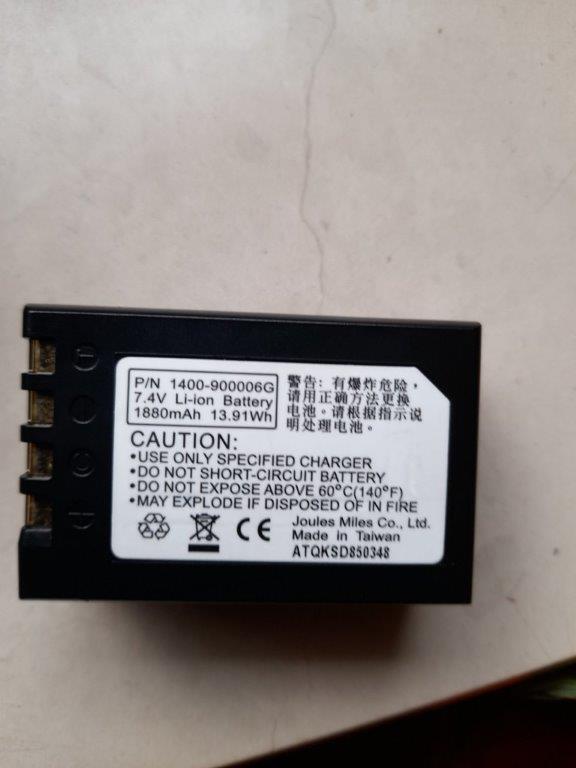 P/N 1400-900006G
7.4V Li-ion Battery
1880mAh 13.91Wh
警告: 有爆炸危险,
请用正确方法更换
电池。请根据指示说
明处理电池。
CAUTION:
•USE ONLY SPECIFIED CHARGER
•DO NOT SHORT-CIRCUIT BATTERY
•DO NOT EXPOSE ABOVE 60°C(140°F)
•MAY EXPLODE IF DISPOSED OF IN FIRE
CE
Joules Miles Co., Ltd.
Made in Taiwan
ATQKSD850348